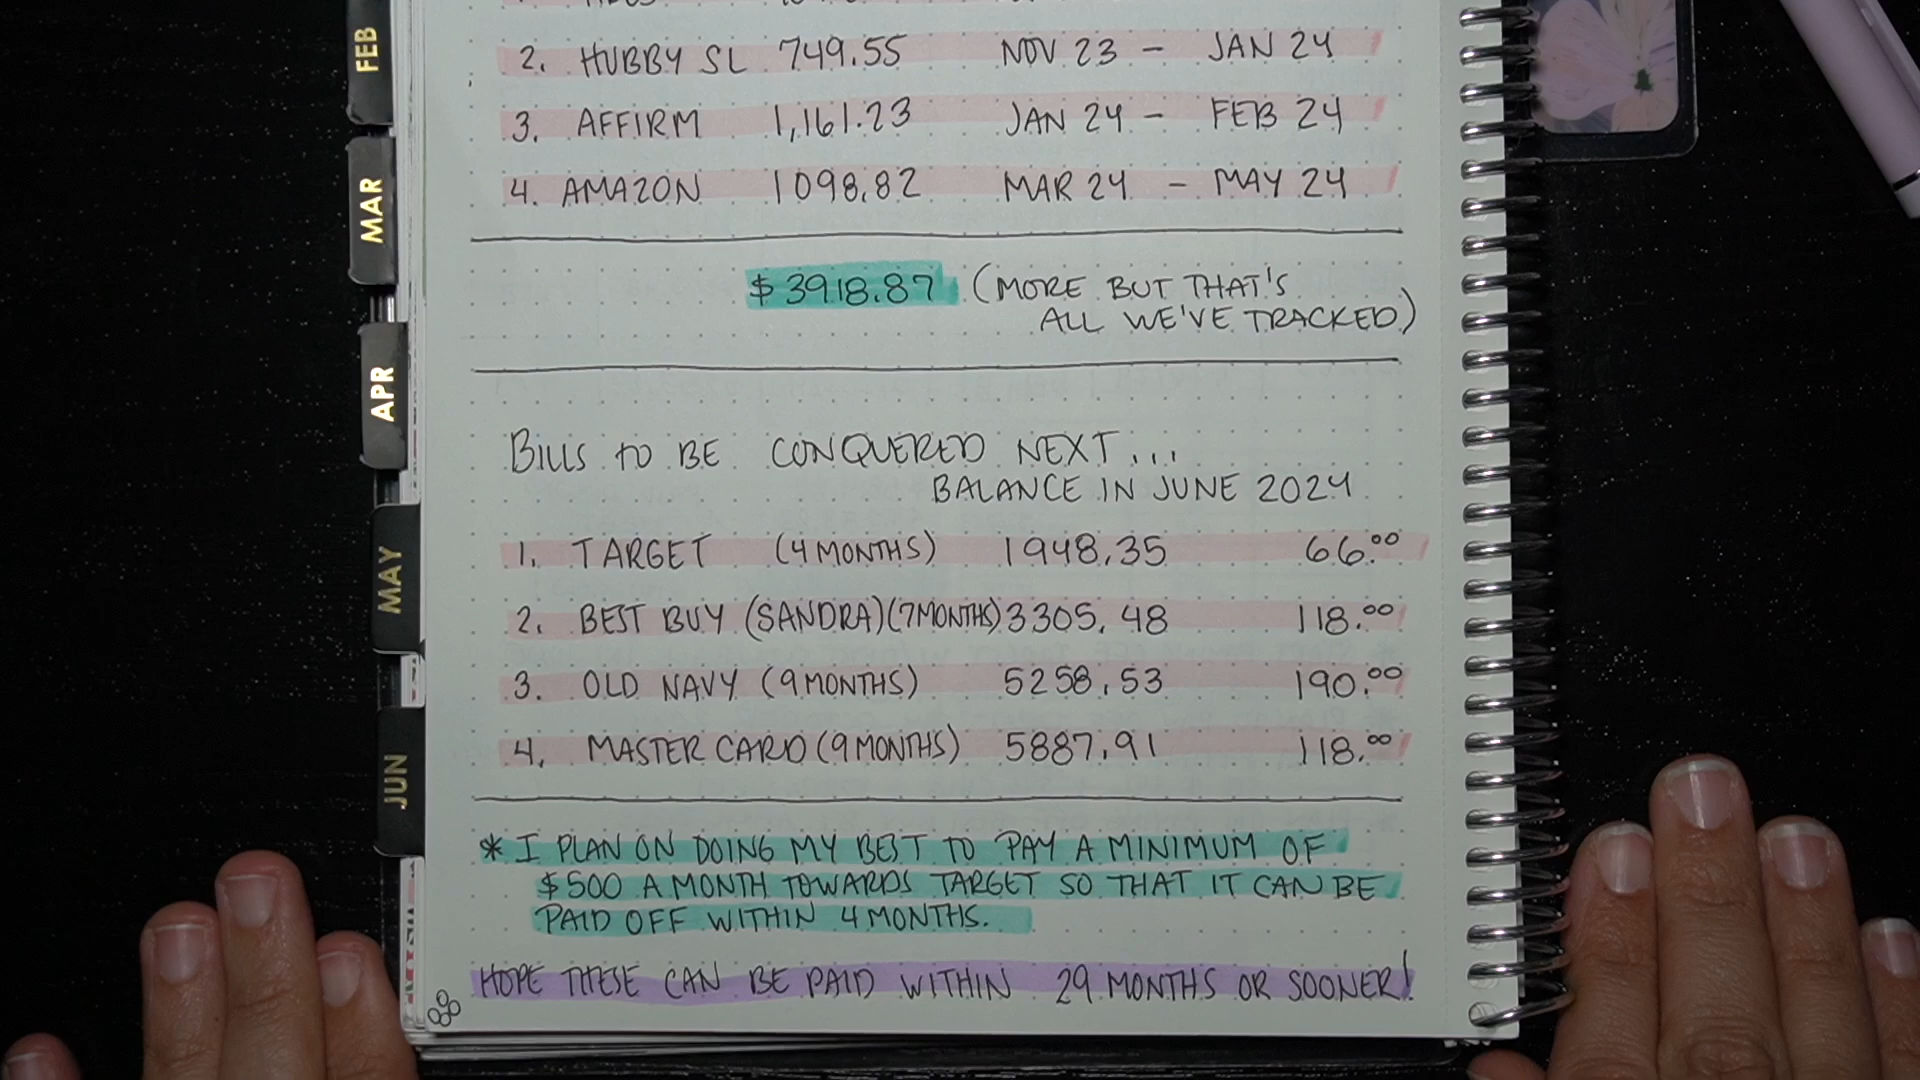 FEB
MAR
APR
MAY
JUN
2. HUBBY SL 749.55 NOV 23 - JAN 24
3. AFFIRM 1,161.23 JAN 24 - FEB 24
4. AMAZON 1098.82 MAR 24 - MAY 24
$3918.87 (MORE BUT THAT'S
ALL WE'VE TRACKED)
BILLS TO BE CONQUERED NEXT...
BALANCE IN JUNE 2024
1. TARGET (4 MONTHS) 1948.35 66.00
2. BEST BUY (SANDRA) (7 MONTHS) 3305.48 118.00
3. OLD NAVY (9 MONTHS) 5258.53 190.00
4. MASTER CARD (9 MONTHS) 5887.91 118.00
* I PLAN ON DOING MY BEST TO PAY A MINIMUM OF
$500 A MONTH TOWARDS TARGET SO THAT IT CAN BE
PAID OFF WITHIN 4 MONTHS.
HOPE THESE CAN BE PAID WITHIN 29 MONTHS OR SOONER!